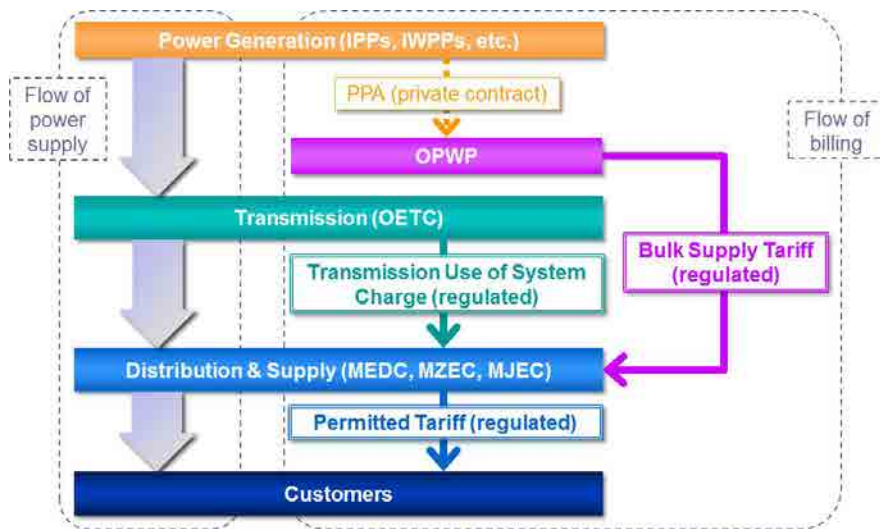 Power Generation (IPPs, IWPPs, etc.)
Flow of
power
supply
PPA (private contract)
Flow of
billing
OPWP
Transmission (OETC)
Bulk Supply Tariff
(regulated)
Transmission Use of System
Charge (regulated)
Distribution & Supply (MEDC, MZEC, MJEC)
Permitted Tariff (regulated)
Customers